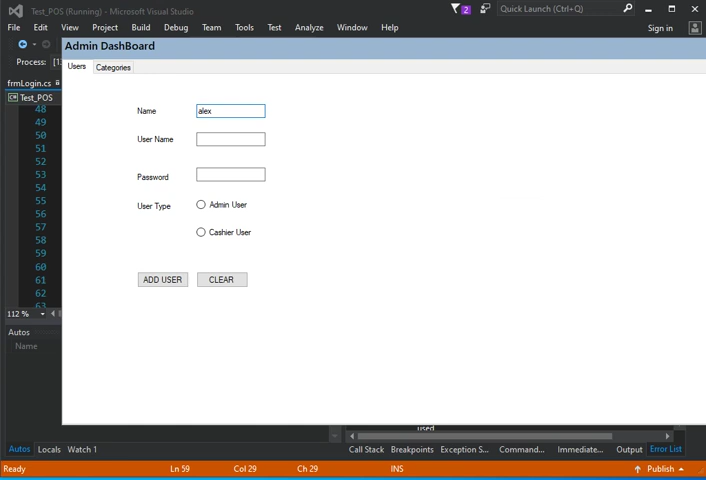 Test_POS (Running) - Microsoft Visual Studio
2
Quick Launch (Ctrl+Q)
File Edit View Project Build Debug Team Tools Test Analyze Window Help Sign in
Process:
Admin DashBoard
Users Categories
frmLogin.cs
Test_POS
Name alex
User Name
Password
User Type Admin User
Cashier User
ADD USER CLEAR
48
49
50
51
52
53
54
55
56
57
58
59
60
61
62
63
112 %
Autos
Name
used
Autos Locals Watch 1 Call Stack Breakpoints Exception S... Command... Immediate... Output Error List
Ready Ln 59 Col 29 Ch 29 INS Publish